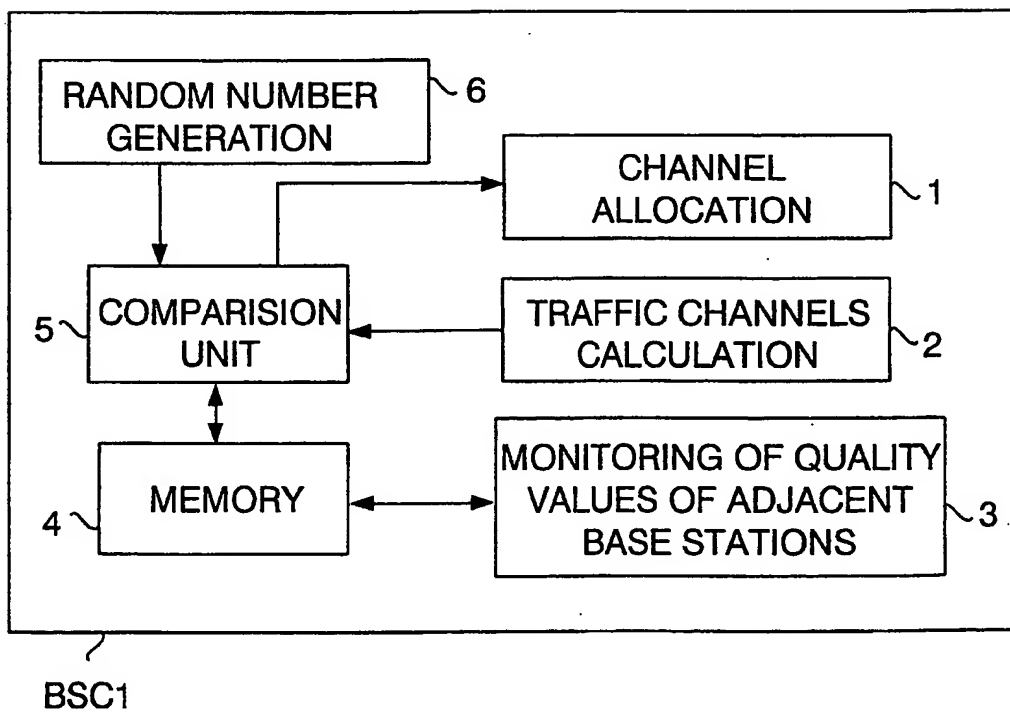 RANDOM NUMBER
GENERATION
6
CHANNEL
ALLOCATION
1
5
COMPARISION
UNIT
TRAFFIC CHANNELS
CALCULATION
2
4
MEMORY
MONITORING OF QUALITY
VALUES OF ADJACENT
BASE STATIONS
3
BSC1